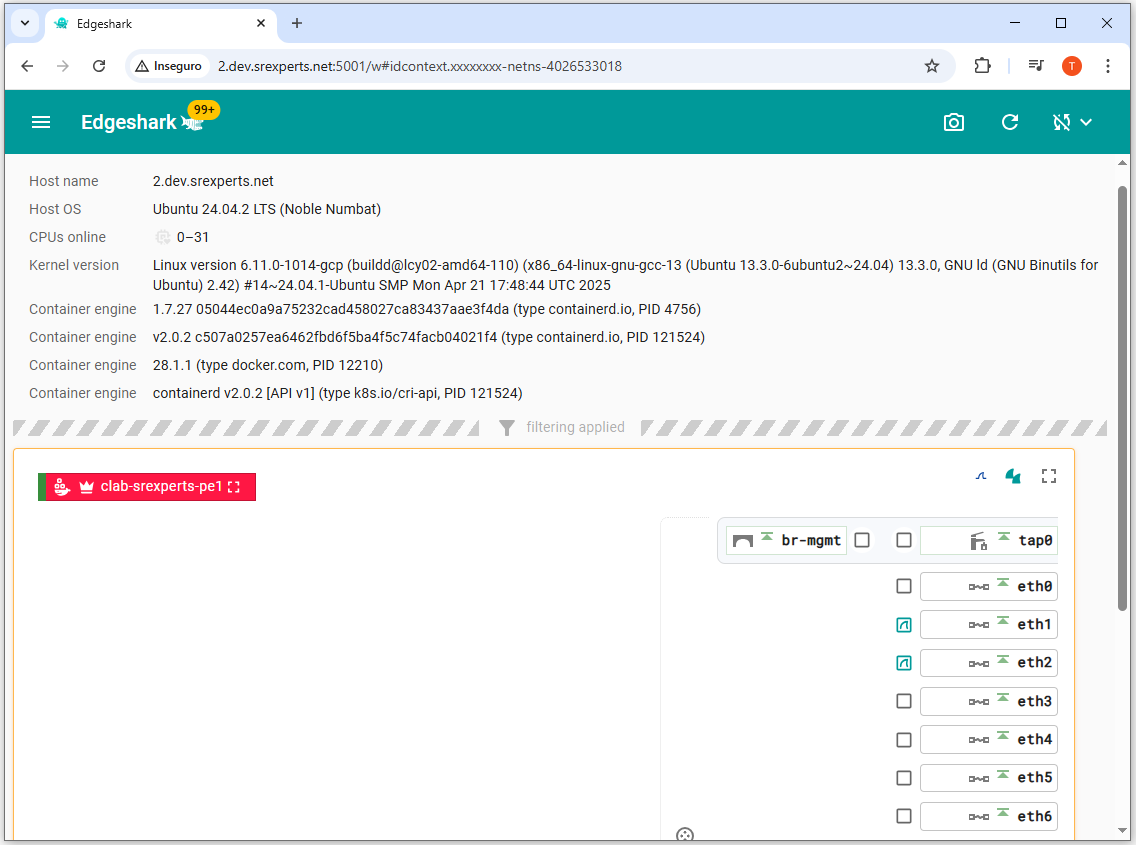 Edgeshark
Inseguro
2.dev.srexperts.net:5001/w#idcontext.xxxxxxxx-netns-4026533018
T
Edgeshark
99+
Host name 2.dev.srexperts.net
Host OS Ubuntu 24.04.2 LTS (Noble Numbat)
CPUs online 0–31
Kernel version Linux version 6.11.0-1014-gcp (buildd@lcy02-amd64-110) (x86_64-linux-gnu-gcc-13 (Ubuntu 13.3.0-6ubuntu2~24.04) 13.3.0, GNU ld (GNU Binutils for
Ubuntu) 2.42) #14~24.04.1-Ubuntu SMP Mon Apr 21 17:48:44 UTC 2025
Container engine 1.7.27 05044ec0a9a75232cad458027ca83437aae3f4da (type containerd.io, PID 4756)
Container engine v2.0.2 c507a0257ea6462fbd6f5ba4f5c74facb04021f4 (type containerd.io, PID 121524)
Container engine 28.1.1 (type docker.com, PID 12210)
Container engine containerd v2.0.2 [API v1] (type k8s.io/cri-api, PID 121524)
filtering applied
clab-srexperts-pe1
br-mgmt
tap0
eth0
eth1
eth2
eth3
eth4
eth5
eth6